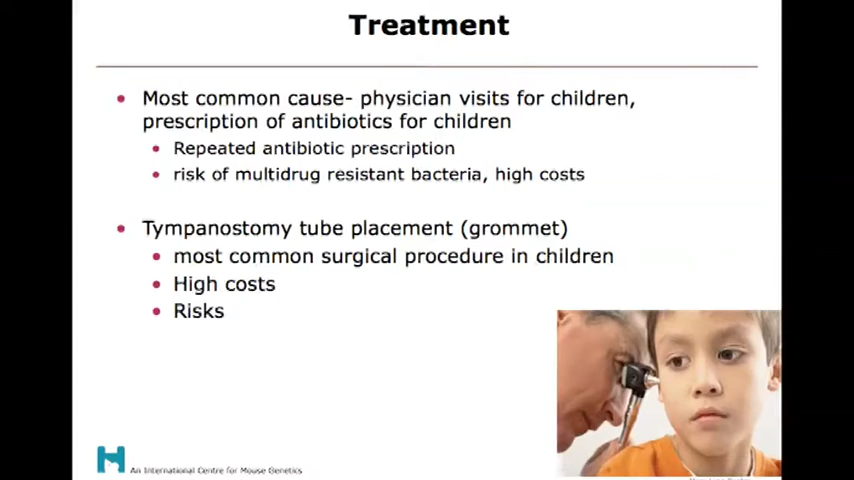 Treatment
Most common cause- physician visits for children,
prescription of antibiotics for children
Repeated antibiotic prescription
risk of multidrug resistant bacteria, high costs
Tympanostomy tube placement (grommet)
most common surgical procedure in children
High costs
Risks
An International Centre for Mouse Genetics